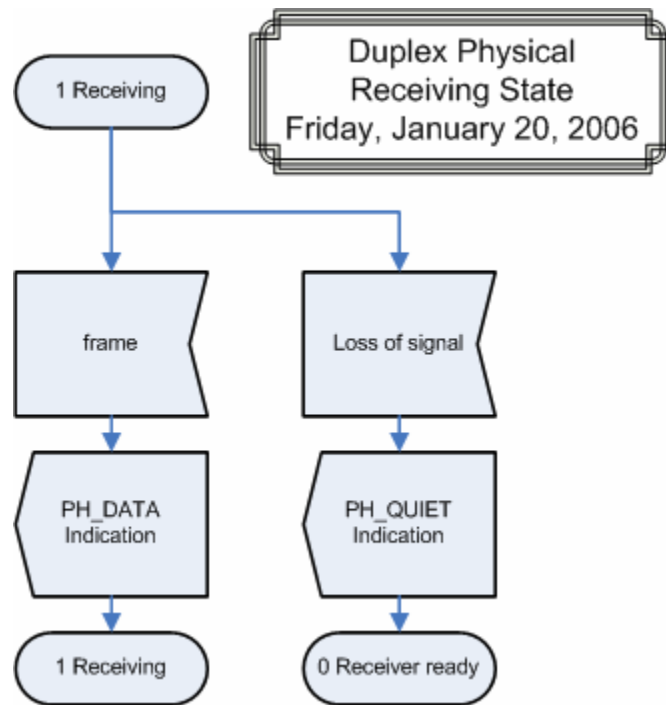 Duplex Physical
Receiving State
Friday, January 20, 2006
1 Receiving
frame
Loss of signal
PH_DATA
Indication
PH_QUIET
Indication
1 Receiving
0 Receiver ready